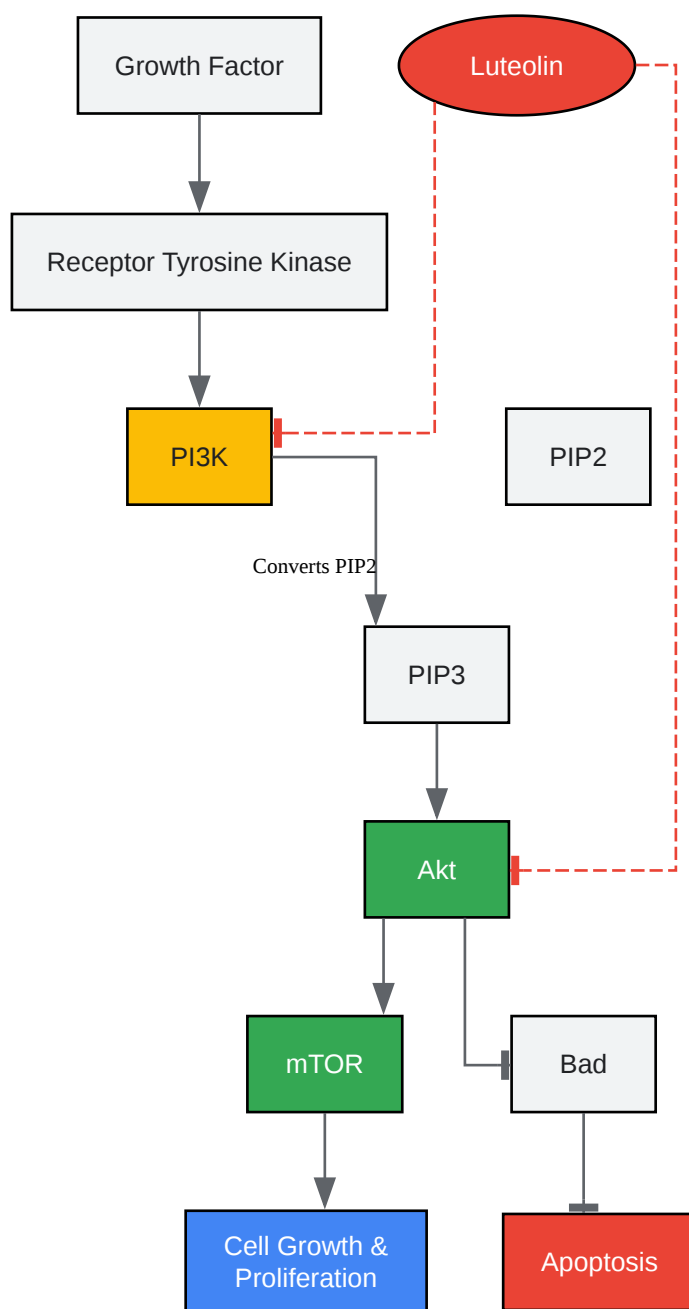 Growth Factor
Luteolin
Receptor Tyrosine Kinase
PI3K
PIP2
Converts PIP2
PIP3
Akt
mTOR
Bad
Cell Growth &
Proliferation
Apoptosis